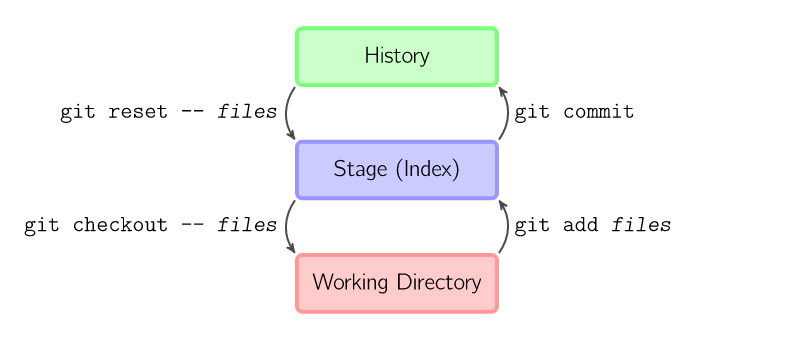 History
git reset -- files
git commit
Stage (Index)
git checkout -- files
git add files
Working Directory